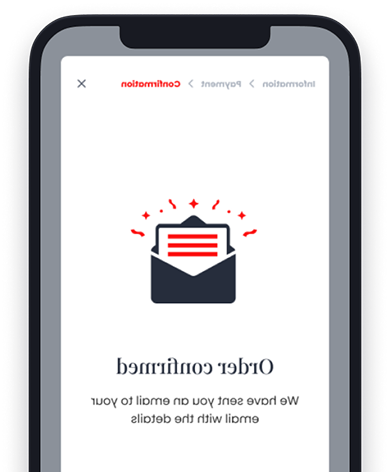 Information > Payment > Confirmation ×
Order confirmed
We have sent you an email to your
email with the details